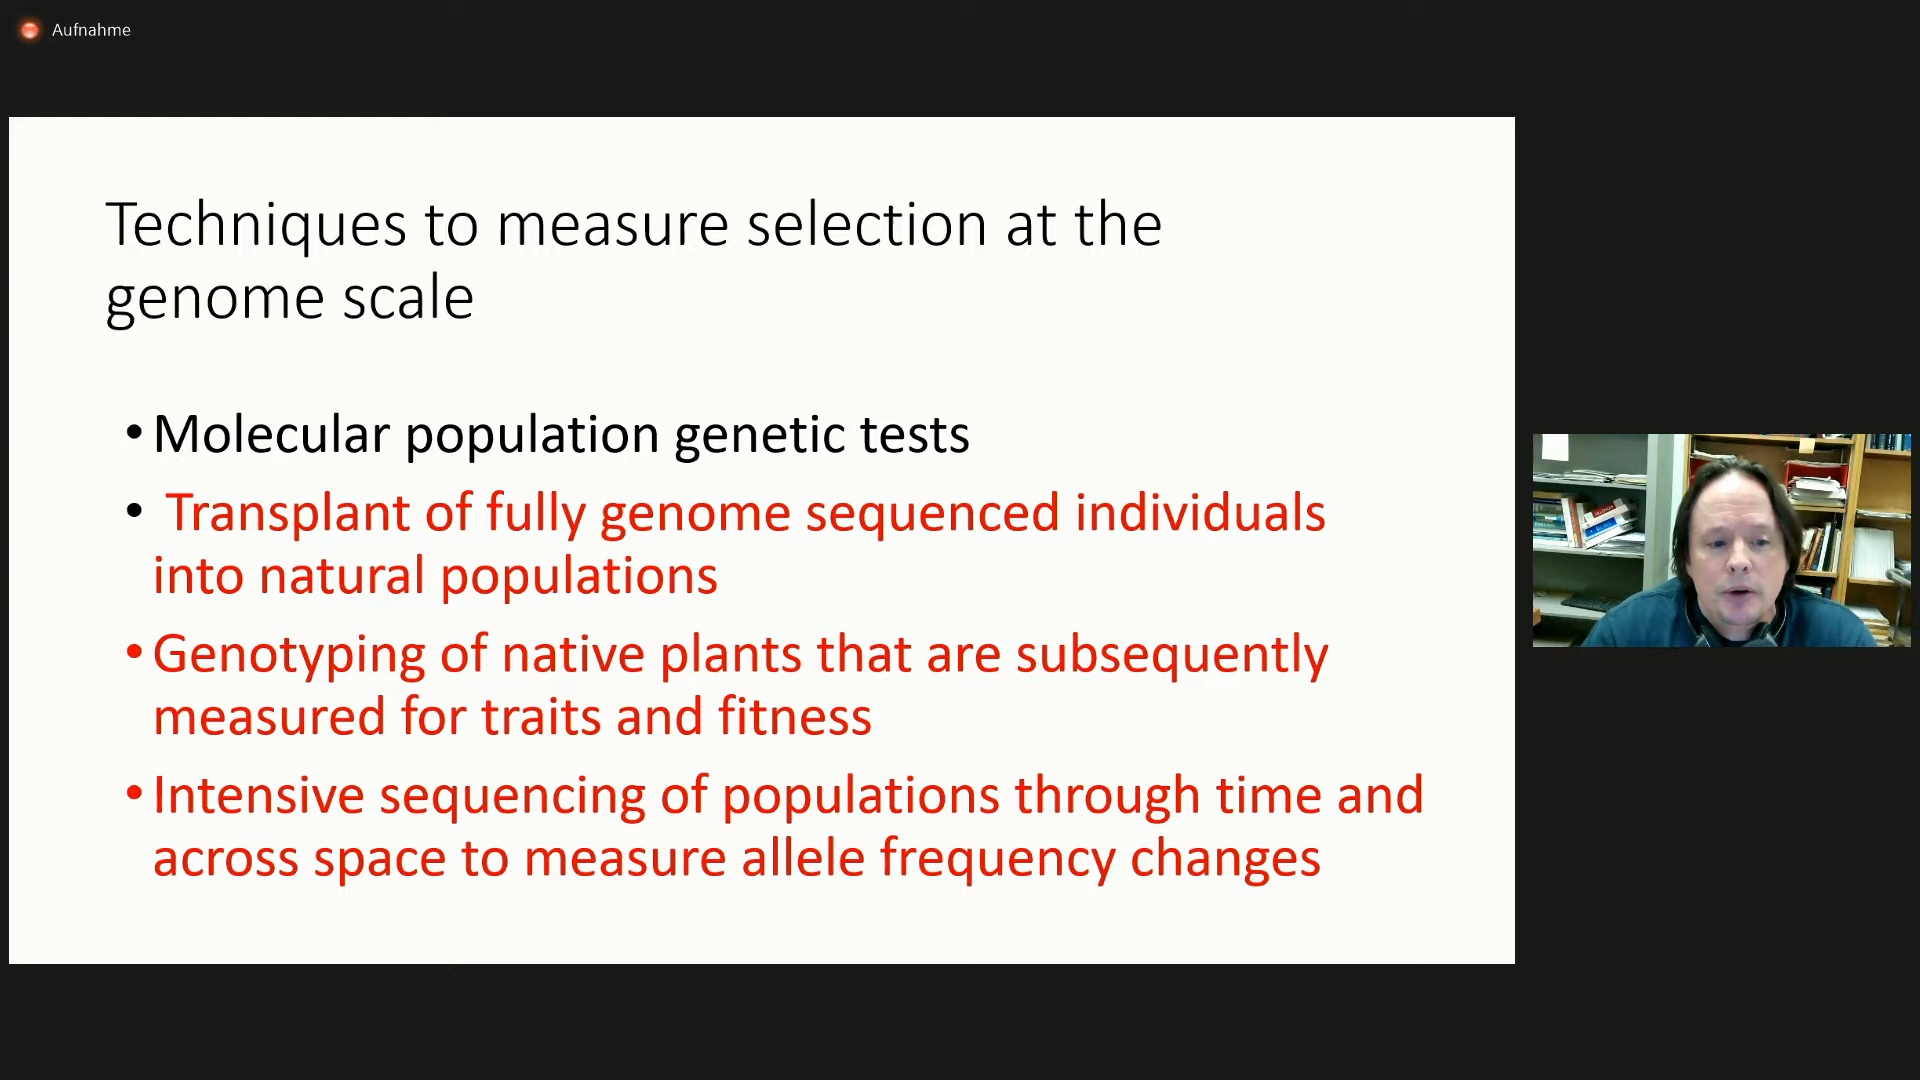 Aufnahme
Techniques to measure selection at the
genome scale
• Molecular population genetic tests
• Transplant of fully genome sequenced individuals
into natural populations
• Genotyping of native plants that are subsequently
measured for traits and fitness
• Intensive sequencing of populations through time and
across space to measure allele frequency changes